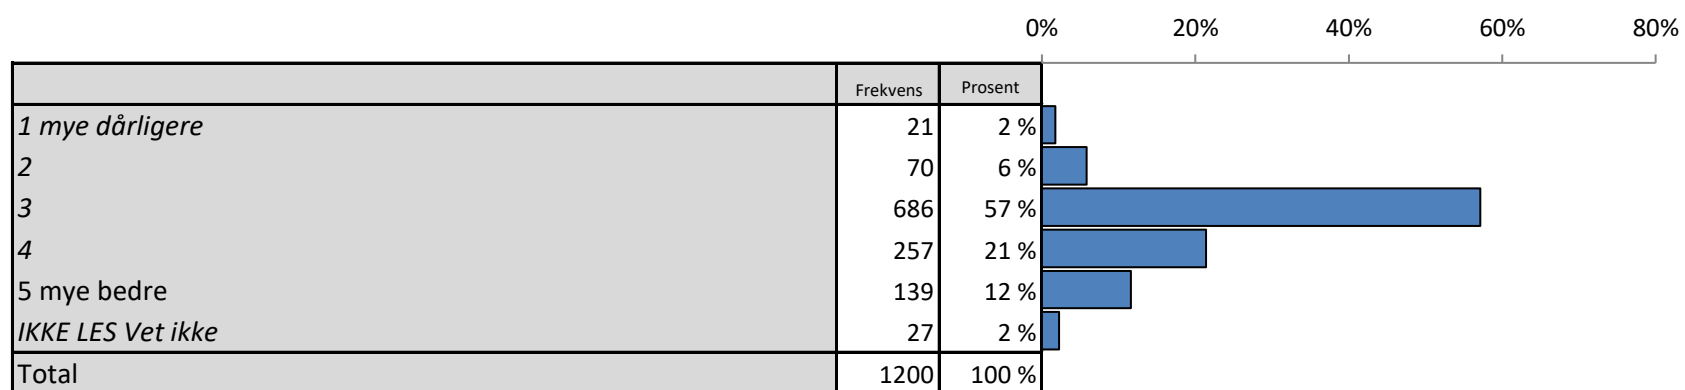 0% 20% 40% 60% 80%
Frekvens Prosent
1 mye dårligere 21 2 %
2 70 6 %
3 686 57 %
4 257 21 %
5 mye bedre 139 12 %
IKKE LES Vet ikke 27 2 %
Total 1200 100 %